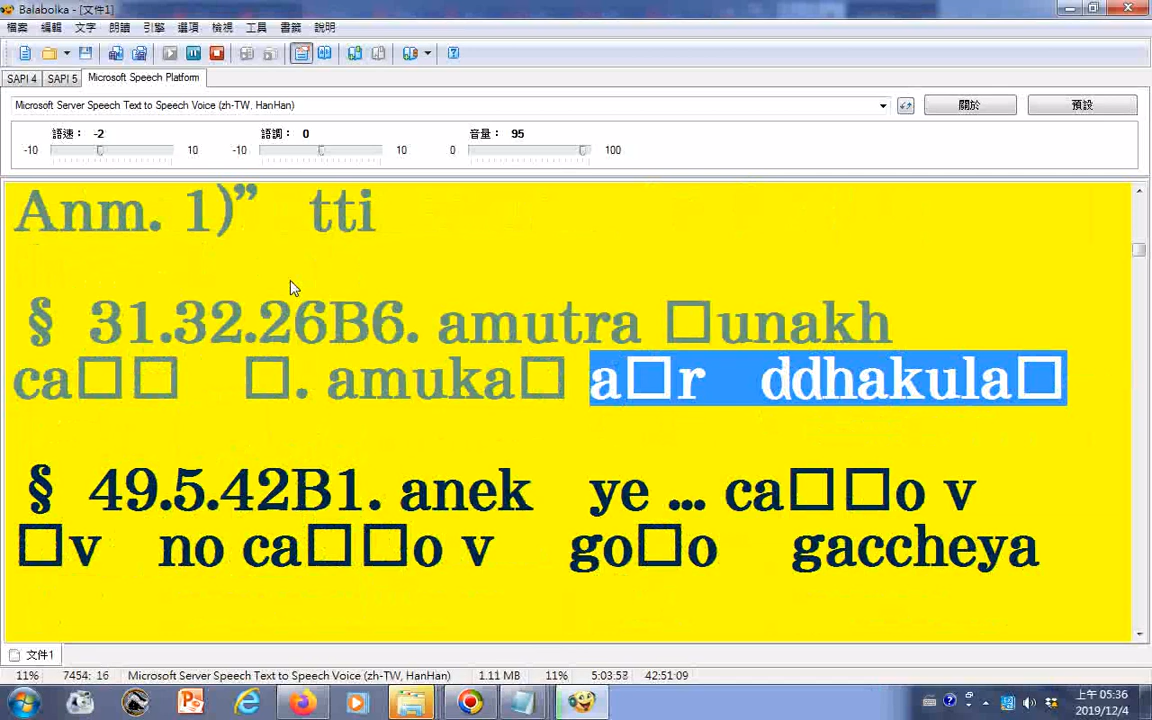 Balabolka - [文件1]
檔案 編輯 文字 朗讀 引擎 選項 檢視 工具 書籤 說明
SAPI 4 SAPI 5 Microsoft Speech Platform
Microsoft Server Speech Text to Speech Voice (zh-TW, HanHan) 關於 預設
語速： -2 語調： 0 音量： 95
-10 10 -10 10 0 100
Anm. 1)” tti
§ 31.32.26B6. amutra □unakh
ca□□ □. amuka□ a□r ddhakula□
§ 49.5.42B1. anek ye ... ca□□o v
□v no ca□□o v go□o gaccheya
文件1
11% 7454: 16 Microsoft Server Speech Text to Speech Voice (zh-TW, HanHan) 1.11 MB 11% 5:03:53 42:51:09
上午 05:36
2019/12/4